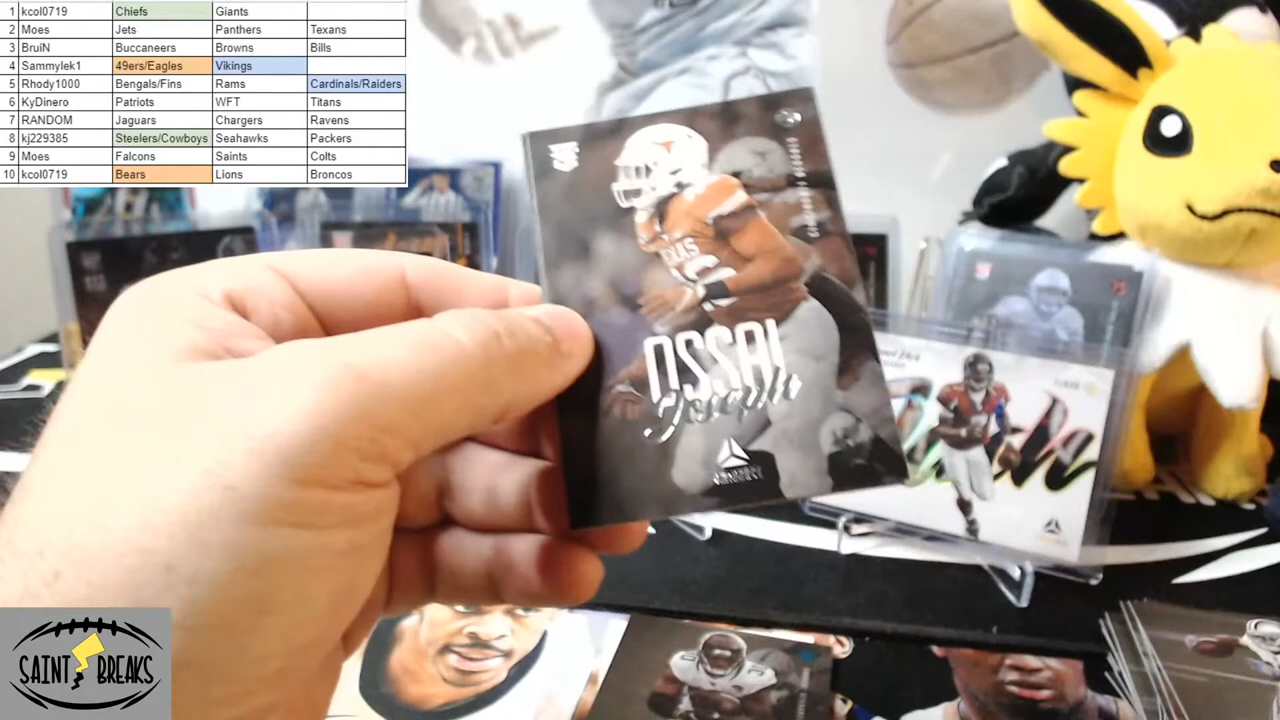 1 kcol0719 Chiefs Giants
2 Moes Jets Panthers Texans
3 BruiN Buccaneers Browns Bills
4 Sammylek1 49ers/Eagles Vikings
5 Rhody1000 Bengals/Fins Rams Cardinals/Raiders
6 KyDinero Patriots WFT Titans
7 RANDOM Jaguars Chargers Ravens
8 kj229385 Steelers/Cowboys Seahawks Packers
9 Moes Falcons Saints Colts
10 kcol0719 Bears Lions Broncos
TEXAS
OSSAI
Joseph
SAINT BREAKS